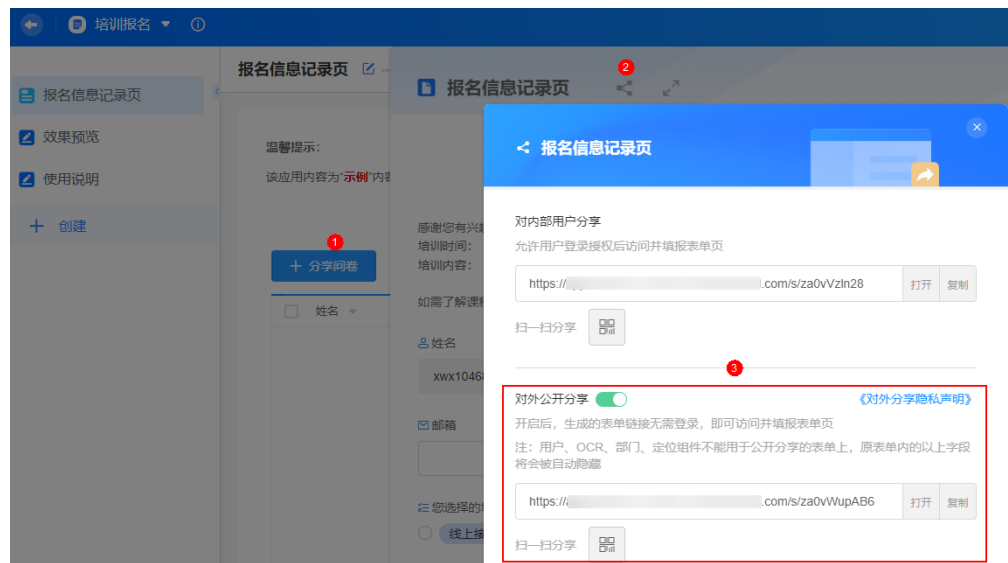 培训报名
报名信息记录页
效果预览
使用说明
创建
报名信息记录页
温馨提示:
该应用内容为"示例"内
1
分享问卷
姓名
报名信息记录页
2
感谢您有兴
培训时间:
培训内容:
如需了解课
姓名
xwx1046
邮箱
您选择的
线上
报名信息记录页
对内部用户分享
允许用户登录授权后访问并填报表单页
https://
.com/s/za0vVzIn28
打开
复制
扫一扫分享
3
对外公开分享
《对外分享隐私声明》
开启后，生成的表单链接无需登录，即可访问并填报表单页
注：用户、OCR、部门、定位组件不能用于公开分享的表单上，原表单内的以上字段
将会被自动隐藏
https://
.com/s/za0vWupAB6
打开
复制
扫一扫分享